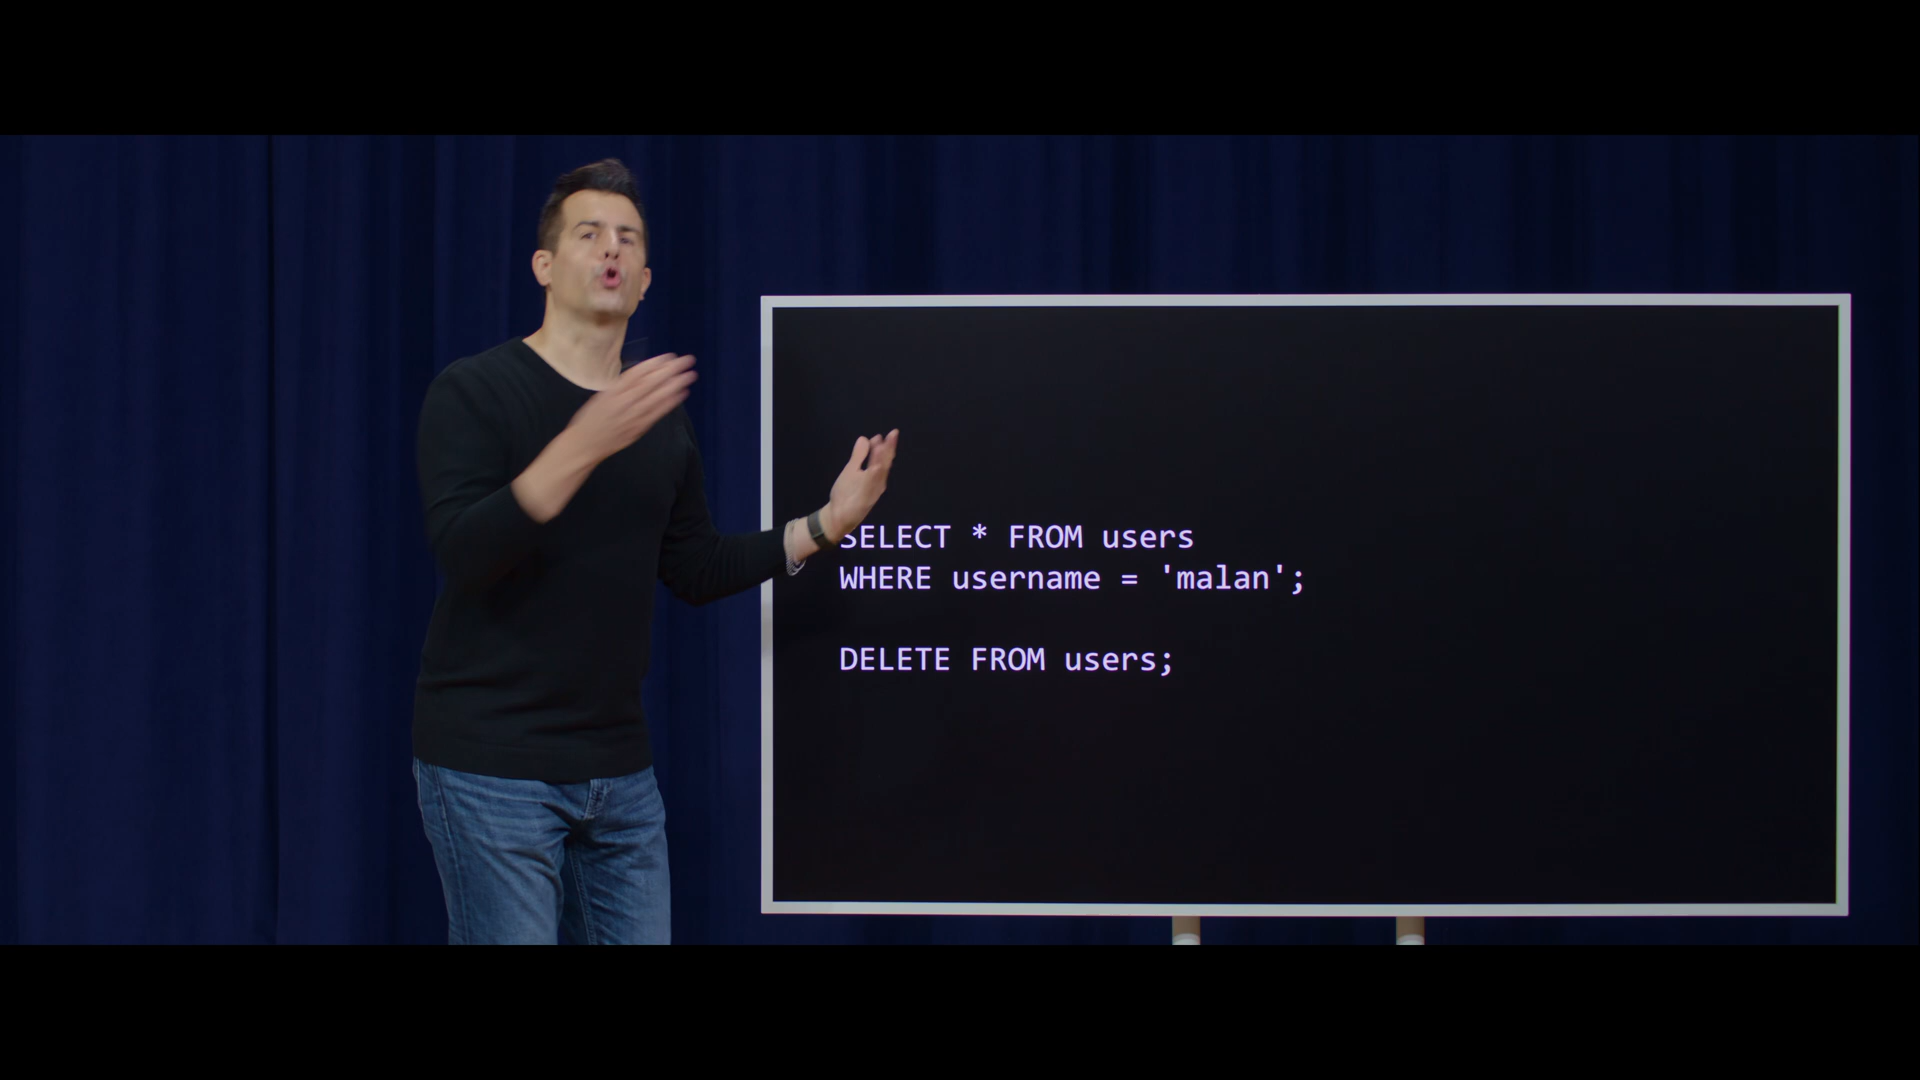 SELECT * FROM users
WHERE username = 'malan';
DELETE FROM users;